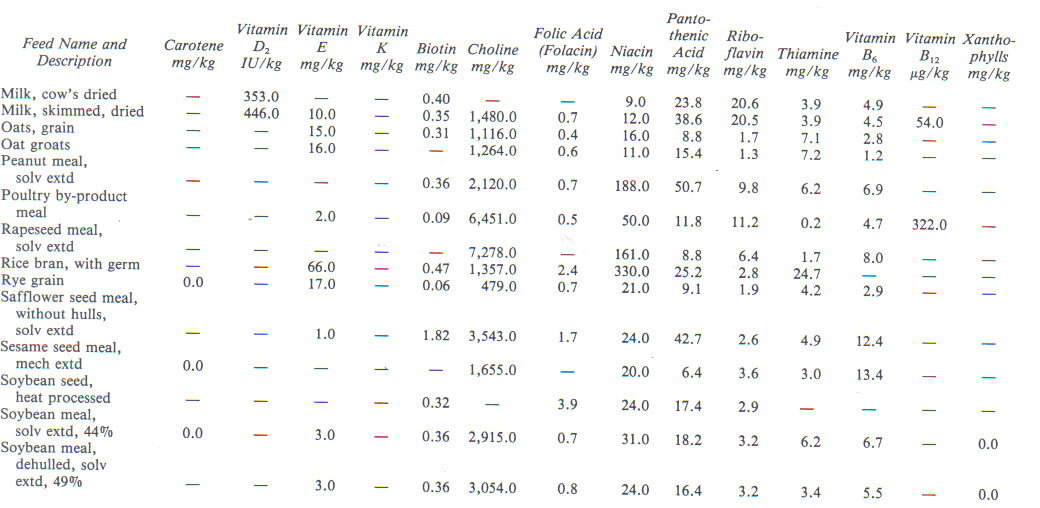 Feed Name and Description Carotene mg/kg Vitamin D2 IU/kg Vitamin E mg/kg Vitamin K mg/kg Biotin mg/kg Choline mg/kg Folic Acid (Folacin) mg/kg Niacin mg/kg Panto-thenic Acid mg/kg Ribo-flavin mg/kg Thiamine mg/kg Vitamin B6 mg/kg Vitamin B12 µg/kg Xantho-phylls mg/kg
Milk, cow's dried — 353.0 — — 0.40 — — 9.0 23.8 20.6 3.9 4.9 — —
Milk, skimmed, dried — 446.0 10.0 — 0.35 1,480.0 0.7 12.0 38.6 20.5 3.9 4.5 54.0 —
Oats, grain — — 15.0 — 0.31 1,116.0 0.4 16.0 8.8 1.7 7.1 2.8 — —
Oat groats — — 16.0 — — 1,264.0 0.6 11.0 15.4 1.3 7.2 1.2 — —
Peanut meal,
solv extd — — — — 0.36 2,120.0 0.7 188.0 50.7 9.8 6.2 6.9 — —
Poultry by-product
meal — — 2.0 — 0.09 6,451.0 0.5 50.0 11.8 11.2 0.2 4.7 322.0 —
Rapeseed meal,
solv extd — — — — — 7,278.0 — 161.0 8.8 6.4 1.7 8.0 — —
Rice bran, with germ — — 66.0 — 0.47 1,357.0 2.4 330.0 25.2 2.8 24.7 — — —
Rye grain 0.0 — 17.0 — 0.06 479.0 0.7 21.0 9.1 1.9 4.2 2.9 — —
Safflower seed meal,
without hulls,
solv extd — — 1.0 — 1.82 3,543.0 1.7 24.0 42.7 2.6 4.9 12.4 — —
Sesame seed meal,
mech extd 0.0 — — — — 1,655.0 — 20.0 6.4 3.6 3.0 13.4 — —
Soybean seed,
heat processed — — — — 0.32 — 3.9 24.0 17.4 2.9 — — — —
Soybean meal,
solv extd, 44% 0.0 — 3.0 — 0.36 2,915.0 0.7 31.0 18.2 3.2 6.2 6.7 — 0.0
Soybean meal,
dehulled, solv
extd, 49% — — 3.0 — 0.36 3,054.0 0.8 24.0 16.4 3.2 3.4 5.5 — 0.0